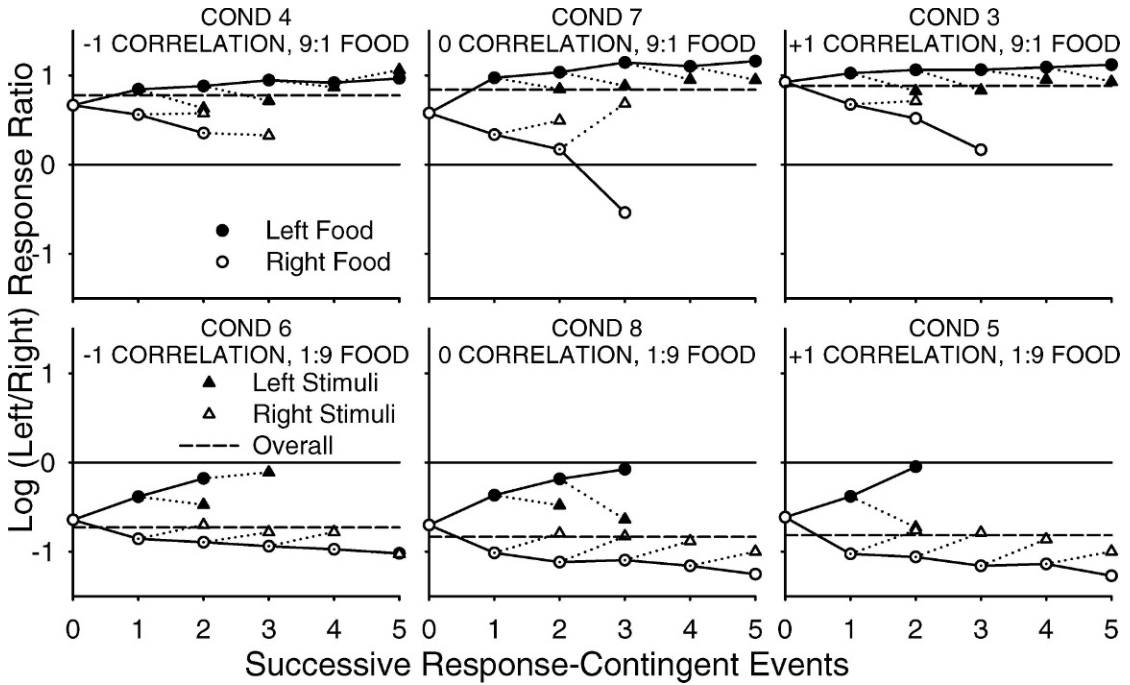 COND 4
-1 CORRELATION, 9:1 FOOD
COND 7
0 CORRELATION, 9:1 FOOD
COND 3
+1 CORRELATION, 9:1 FOOD
1
0
-1
Left Food
Right Food
Log (Left/Right) Response Ratio
COND 6
-1 CORRELATION, 1:9 FOOD
COND 8
0 CORRELATION, 1:9 FOOD
COND 5
+1 CORRELATION, 1:9 FOOD
1
0
-1
Left Stimuli
Right Stimuli
Overall
0 1 2 3 4 5 0 1 2 3 4 5 0 1 2 3 4 5
Successive Response-Contingent Events